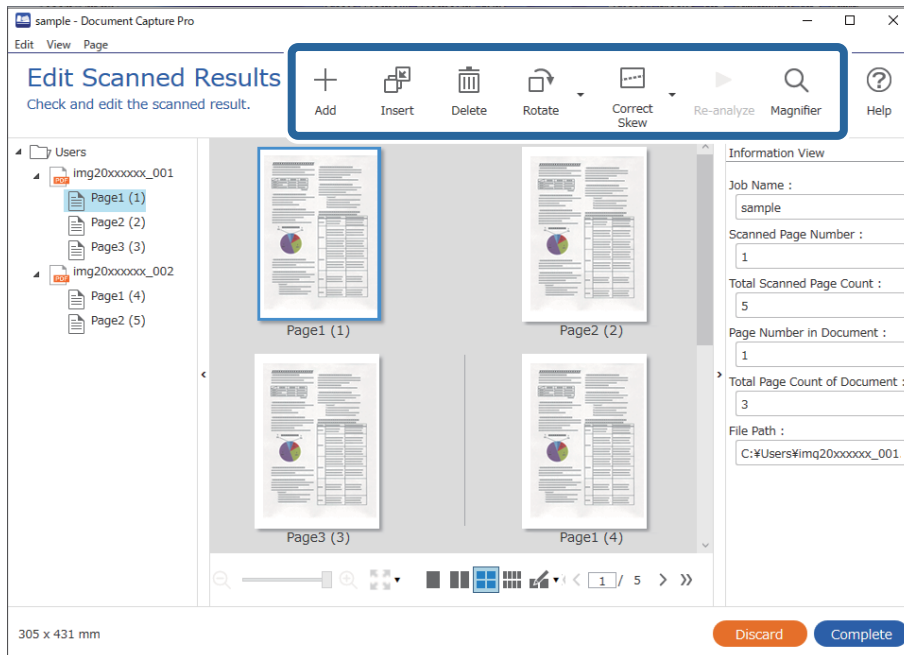 sample - Document Capture Pro
Edit View Page
Edit Scanned Results
Check and edit the scanned result.
Add
Insert
Delete
Rotate
Correct Skew
Re-analyze
Magnifier
Help
Users
PDF img20xxxxxx_001
Page1 (1)
Page2 (2)
Page3 (3)
PDF img20xxxxxx_002
Page1 (4)
Page2 (5)
Page1 (1)
Page2 (2)
Page3 (3)
Page1 (4)
1 / 5
Information View
Job Name :
sample
Scanned Page Number :
1
Total Scanned Page Count :
5
Page Number in Document :
1
Total Page Count of Document :
3
File Path :
C:¥Users¥img20xxxxxx_001.
305 x 431 mm
Discard
Complete